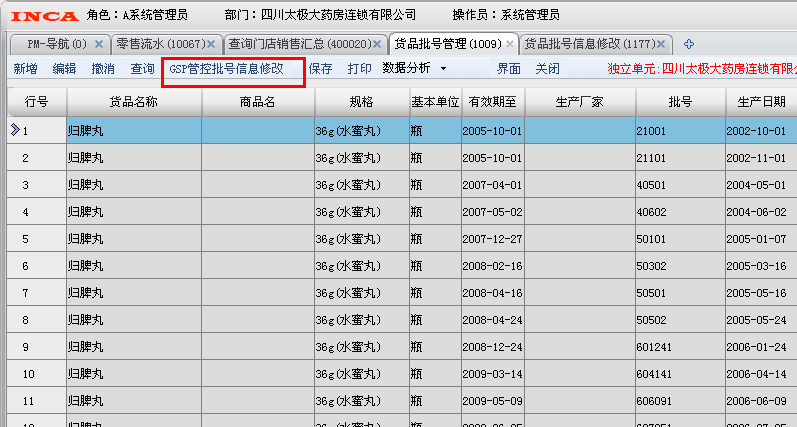 INCA 角色：A系统管理员 部门：四川太极大药房连锁有限公司 操作员：系统管理员
PM-导航(0) 零售流水(10067) 查询门店销售汇总(400020) 货品批号管理(1009) 货品批号信息修改(1177)
新增 编辑 撤消 查询 GSP管控批号信息修改 保存 打印 数据分析 界面 关闭 独立单元:四川太极大药房连锁有限
行号 货品名称 商品名 规格 基本单位 有效期至 生产厂家 批号 生产日期
1 归脾丸 36g(水蜜丸) 瓶 2005-10-01 21001 2002-10-01
2 归脾丸 36g(水蜜丸) 瓶 2005-10-01 21101 2002-11-01
3 归脾丸 36g(水蜜丸) 瓶 2007-04-01 40501 2004-05-01
4 归脾丸 36g(水蜜丸) 瓶 2007-05-02 40602 2004-06-02
5 归脾丸 36g(水蜜丸) 瓶 2007-12-27 50101 2005-01-07
6 归脾丸 36g(水蜜丸) 瓶 2008-02-16 50302 2005-03-16
7 归脾丸 36g(水蜜丸) 瓶 2008-04-16 50501 2005-05-16
8 归脾丸 36g(水蜜丸) 瓶 2008-04-24 50502 2005-05-24
9 归脾丸 36g(水蜜丸) 瓶 2008-12-24 601241 2006-01-24
10 归脾丸 36g(水蜜丸) 瓶 2009-03-14 604141 2006-04-14
11 归脾丸 36g(水蜜丸) 瓶 2009-05-09 606091 2006-06-09